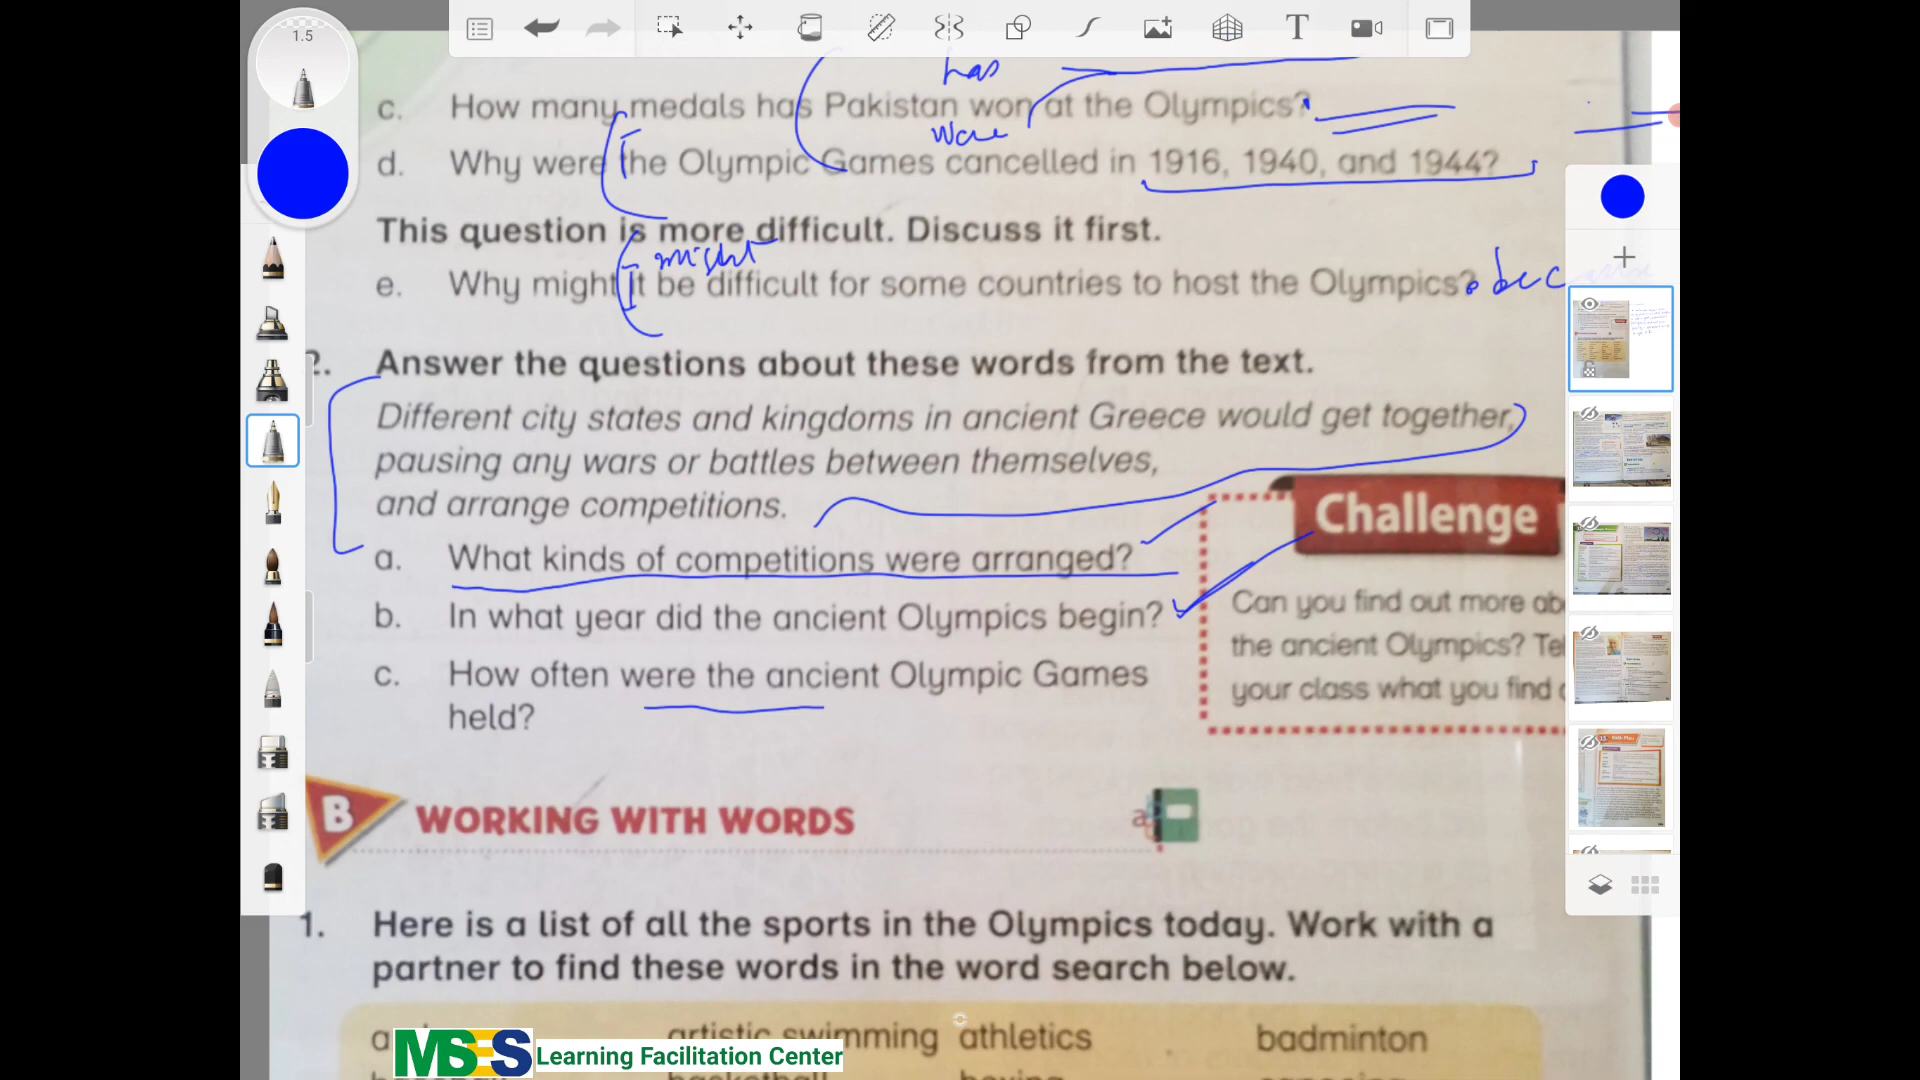 1.5
has
c. How many medals has Pakistan won at the Olympics?
were
d. Why were the Olympic Games cancelled in 1916, 1940, and 1944?
This question is more difficult. Discuss it first.
might
e. Why might it be difficult for some countries to host the Olympics? bec
2. Answer the questions about these words from the text.
Different city states and kingdoms in ancient Greece would get together,
pausing any wars or battles between themselves,
and arrange competitions.
Challenge
a. What kinds of competitions were arranged?
b. In what year did the ancient Olympics begin?
Can you find out more ab
the ancient Olympics? Te
your class what you find
c. How often were the ancient Olympic Games
held?
B WORKING WITH WORDS
1. Here is a list of all the sports in the Olympics today. Work with a
partner to find these words in the word search below.
artistic swimming athletics badminton
MSES Learning Facilitation Center
basketball boxing canoeing